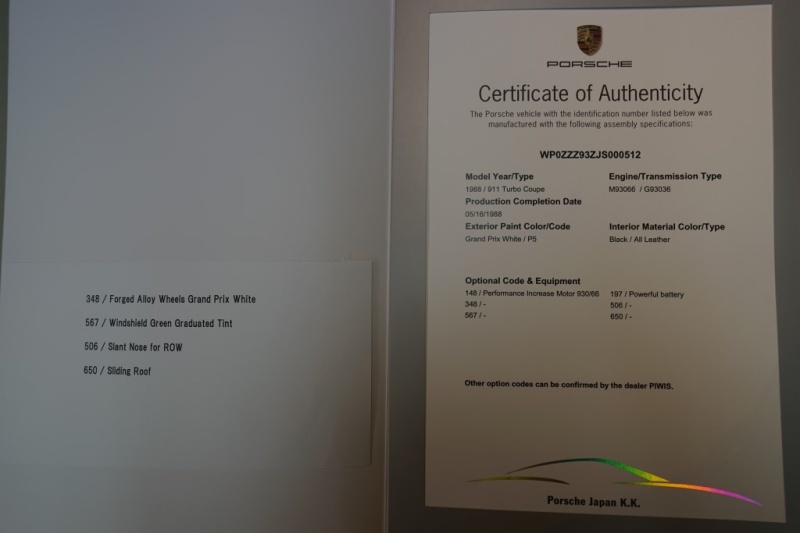 348 / Forged Alloy Wheels Grand Prix White
567 / Windshield Green Graduated Tint
506 / Slant Nose for ROW
650 / Sliding Roof
PORSCHE
Certificate of Authenticity
The Porsche vehicle with the identification number listed below was
manufactured with the following assembly specifications:
WP0ZZZ93ZJS000512
Model Year/Type
1988 / 911 Turbo Coupe
Engine/Transmission Type
M93066 / G93036
Production Completion Date
05/16/1988
Exterior Paint Color/Code
Grand Prix White / P5
Interior Material Color/Type
Black / All Leather
Optional Code & Equipment
148 / Performance Increase Motor 930/66
348 / -
567 / -
197 / Powerful battery
506 / -
650 / -
Other option codes can be confirmed by the dealer PIWIS.
Porsche Japan K.K.